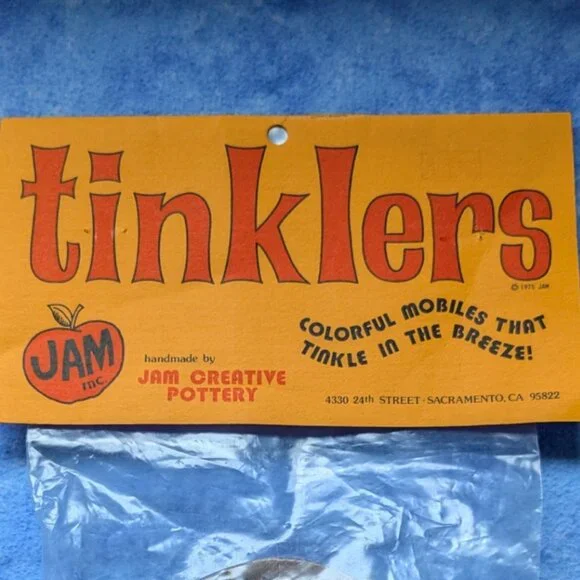 tinklers
© 1975 JAM
JAM
INC.
handmade by
JAM CREATIVE
POTTERY
COLORFUL MOBILES THAT
TINKLE IN THE BREEZE!
4330 24th STREET · SACRAMENTO, CA 95822